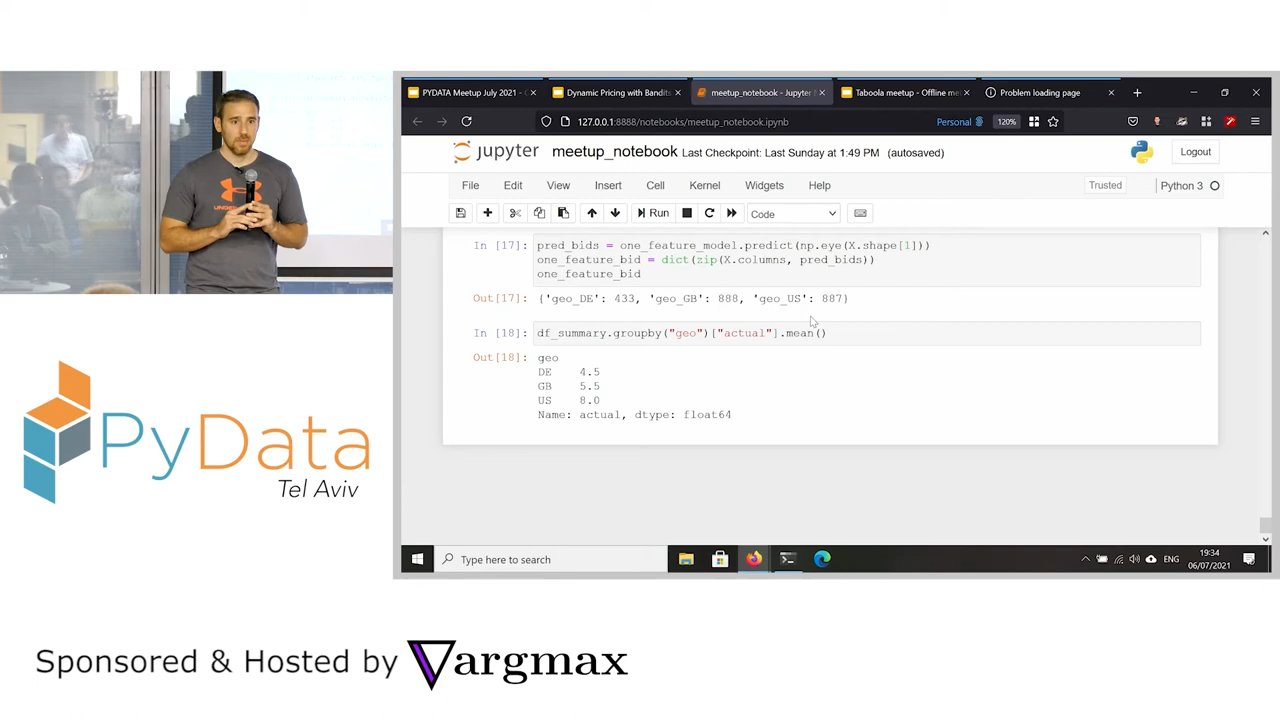 PYDATA Meetup July 2021 -
Dynamic Pricing with Bandits
meetup_notebook - Jupyter
Taboola meetup - Offline me
Problem loading page
127.0.0.1:8888/notebooks/meetup_notebook.ipynb
Personal
120%
jupyter
meetup_notebook Last Checkpoint: Last Sunday at 1:49 PM (autosaved)
Logout
File Edit View Insert Cell Kernel Widgets Help
Trusted
Python 3
Run
Code
In [17]: pred_bids = one_feature_model.predict(np.eye(X.shape[1]))
one_feature_bid = dict(zip(X.columns, pred_bids))
one_feature_bid
Out[17]: {'geo_DE': 433, 'geo_GB': 888, 'geo_US': 887}
In [18]: df_summary.groupby("geo")["actual"].mean()
Out[18]: geo
DE 4.5
GB 5.5
US 8.0
Name: actual, dtype: float64
Type here to search
ENG
19:34
06/07/2021
UNDER
PyData
Tel Aviv
Sponsored & Hosted by argmax